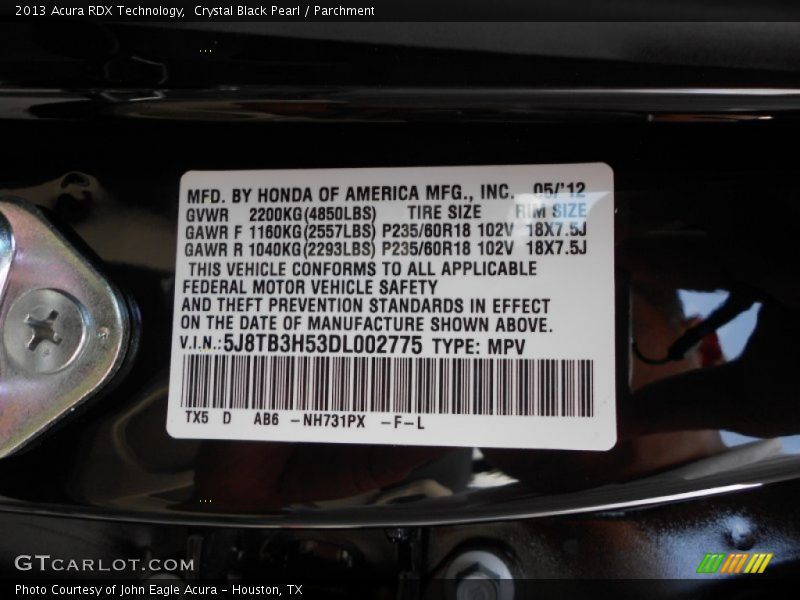 2013 Acura RDX Technology,  Crystal Black Pearl / Parchment
MFD. BY HONDA OF AMERICA MFG., INC. 05/'12
GVWR 2200KG(4850LBS) TIRE SIZE RIM SIZE
GAWR F 1160KG(2557LBS) P235/60R18 102V 18X7.5J
GAWR R 1040KG(2293LBS) P235/60R18 102V 18X7.5J
THIS VEHICLE CONFORMS TO ALL APPLICABLE
FEDERAL MOTOR VEHICLE SAFETY
AND THEFT PREVENTION STANDARDS IN EFFECT
ON THE DATE OF MANUFACTURE SHOWN ABOVE.
V.I.N.:5J8TB3H53DL002775 TYPE: MPV
TX5 D AB6 -NH731PX -F-L
GTCARLOT.COM
Photo Courtesy of John Eagle Acura - Houston, TX